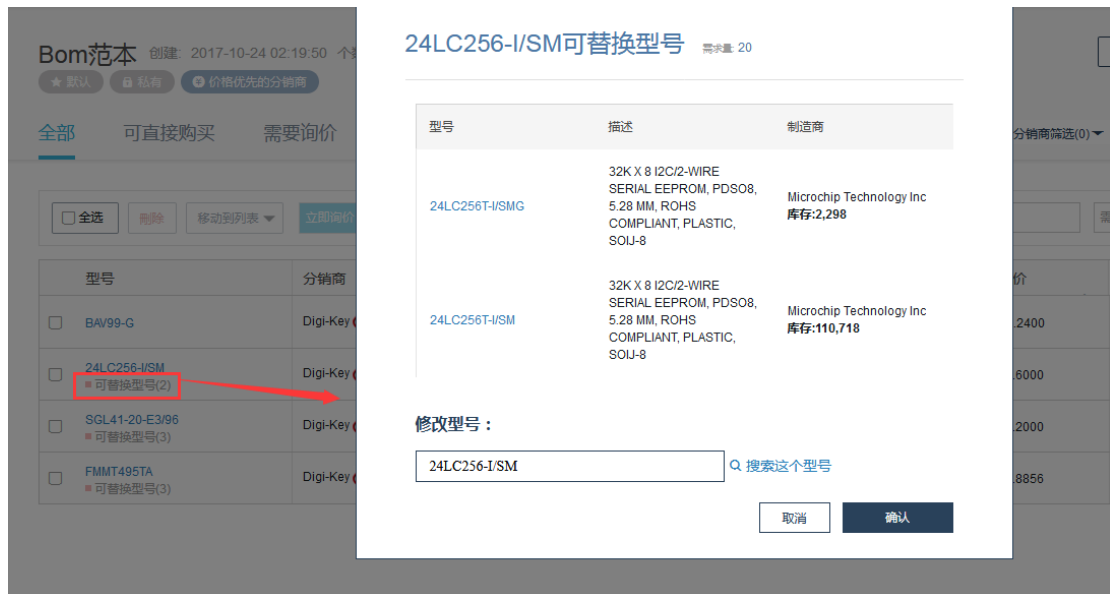 Bom范本 创建: 2017-10-24 02:19:50
默认 私有 价格优先的分销商
全部 可直接购买 需要询价
分销商筛选(0)
全选 删除 移动到列表 立即询价
型号 分销商
BAV99-G Digi-Key
2400
24LC256-I/SM Digi-Key
可替换型号(2)
6000
SGL41-20-E3/96 Digi-Key
可替换型号(3)
2000
FMMT495TA Digi-Key
可替换型号(3)
8856
24LC256-I/SM可替换型号 需求量: 20
型号 描述 制造商
24LC256T-I/SMG
32K X 8 I2C/2-WIRE
SERIAL EEPROM, PDSO8,
5.28 MM, ROHS
COMPLIANT, PLASTIC,
SOIJ-8
Microchip Technology Inc
库存:2,298
24LC256T-I/SM
32K X 8 I2C/2-WIRE
SERIAL EEPROM, PDSO8,
5.28 MM, ROHS
COMPLIANT, PLASTIC,
SOIJ-8
Microchip Technology Inc
库存:110,718
修改型号：
24LC256-I/SM 搜索这个型号
取消 确认